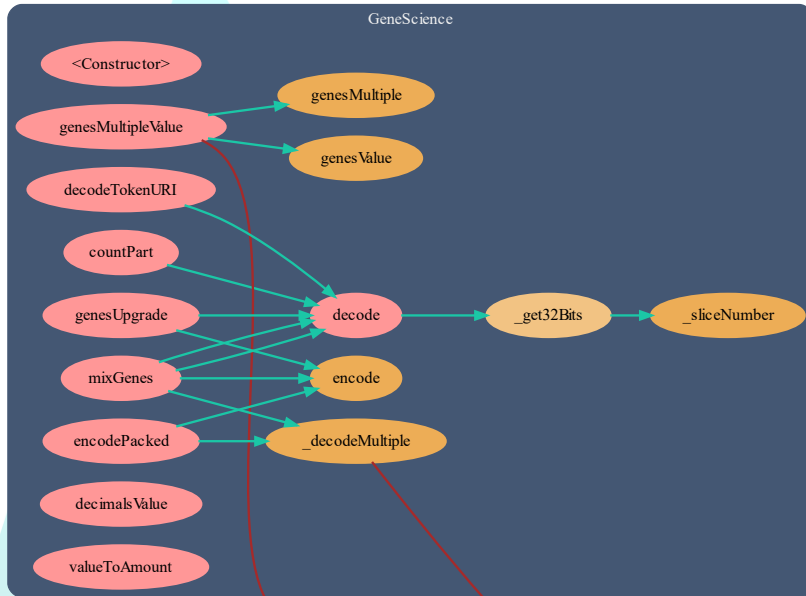 GeneScience
<Constructor>
genesMultiple
genesMultipleValue
genesValue
decodeTokenURI
countPart
genesUpgrade
decode
_get32Bits
_sliceNumber
mixGenes
encode
encodePacked
_decodeMultiple
decimalsValue
valueToAmount